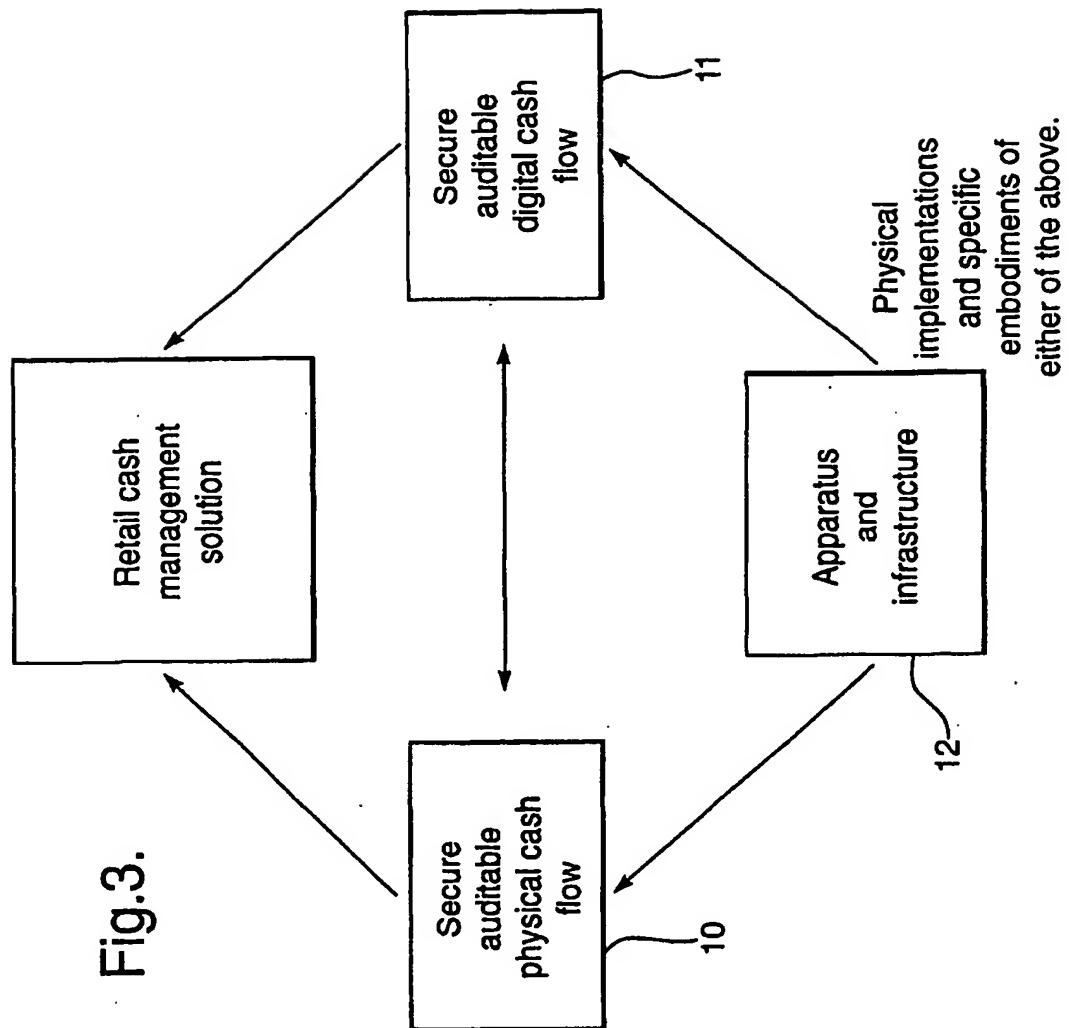 Fig.3.
Retail cash
management
solution
Secure
auditable
physical cash
flow
10
Secure
auditable
digital cash
flow
11
Apparatus
and
infrastructure
12
Physical
implementations
and specific
embodiments of
either of the above.